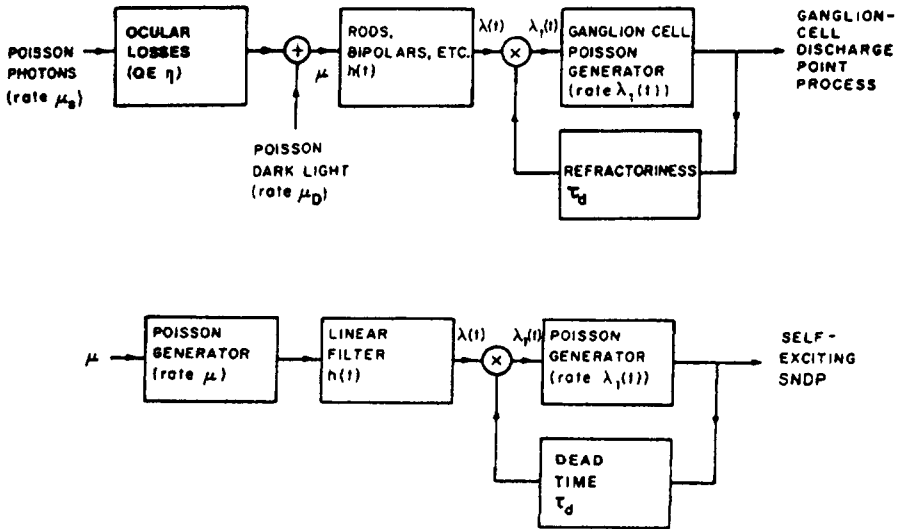 POISSON
PHOTONS
(rate μs)
OCULAR
LOSSES
(QE η)
+
μ
POISSON
DARK LIGHT
(rate μD)
RODS,
BIPOLARS, ETC.
h(t)
λ(t)
×
λ₁(t)
GANGLION CELL
POISSON
GENERATOR
(rate λ₁(t))
REFRACTORINESS
τd
GANGLION-
CELL
DISCHARGE
POINT
PROCESS
μ
POISSON
GENERATOR
(rate μ)
LINEAR
FILTER
h(t)
λ(t)
×
λ₁(t)
POISSON
GENERATOR
(rate λ₁(t))
DEAD
TIME
τd
SELF-
EXCITING
SNDP